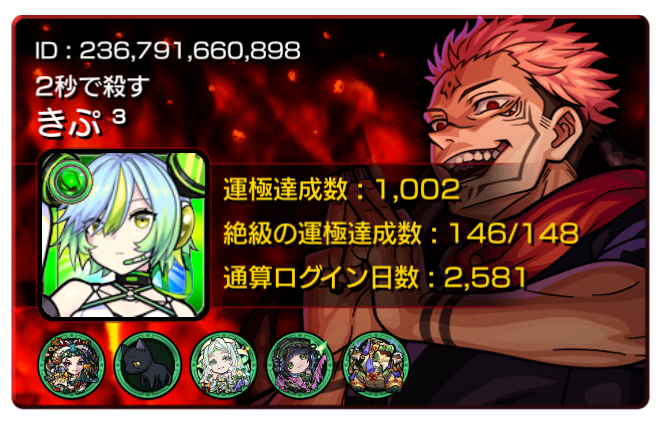 ID : 236,791,660,898
2秒で殺す
きぷ ³
運極達成数 : 1,002
絶級の運極達成数 : 146/148
通算ログイン日数 : 2,581